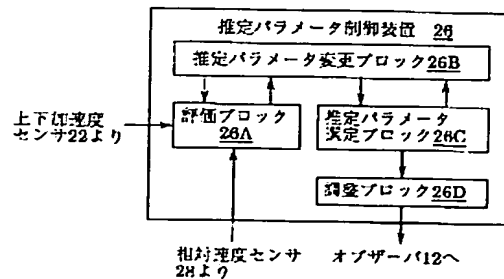 推定パラメータ制御装置 26
推定パラメータ変更ブロック26B
上下加速度
センサ22より
評価ブロック
26A
推定パラメータ
選定ブロック26C
調整ブロック26D
相対速度センサ
28より
オブザーバ12へ